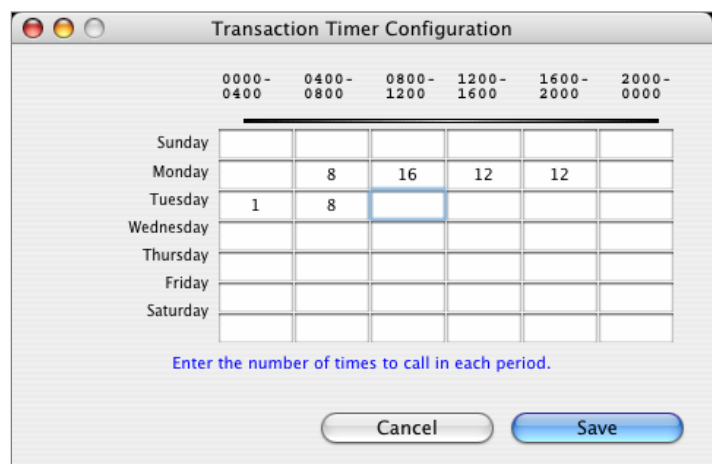 Transaction Timer Configuration
0000- 0400- 0800- 1200- 1600- 2000-
0400 0800 1200 1600 2000 0000
Sunday
Monday 8 16 12 12
Tuesday 1 8
Wednesday
Thursday
Friday
Saturday
Enter the number of times to call in each period.
Cancel Save